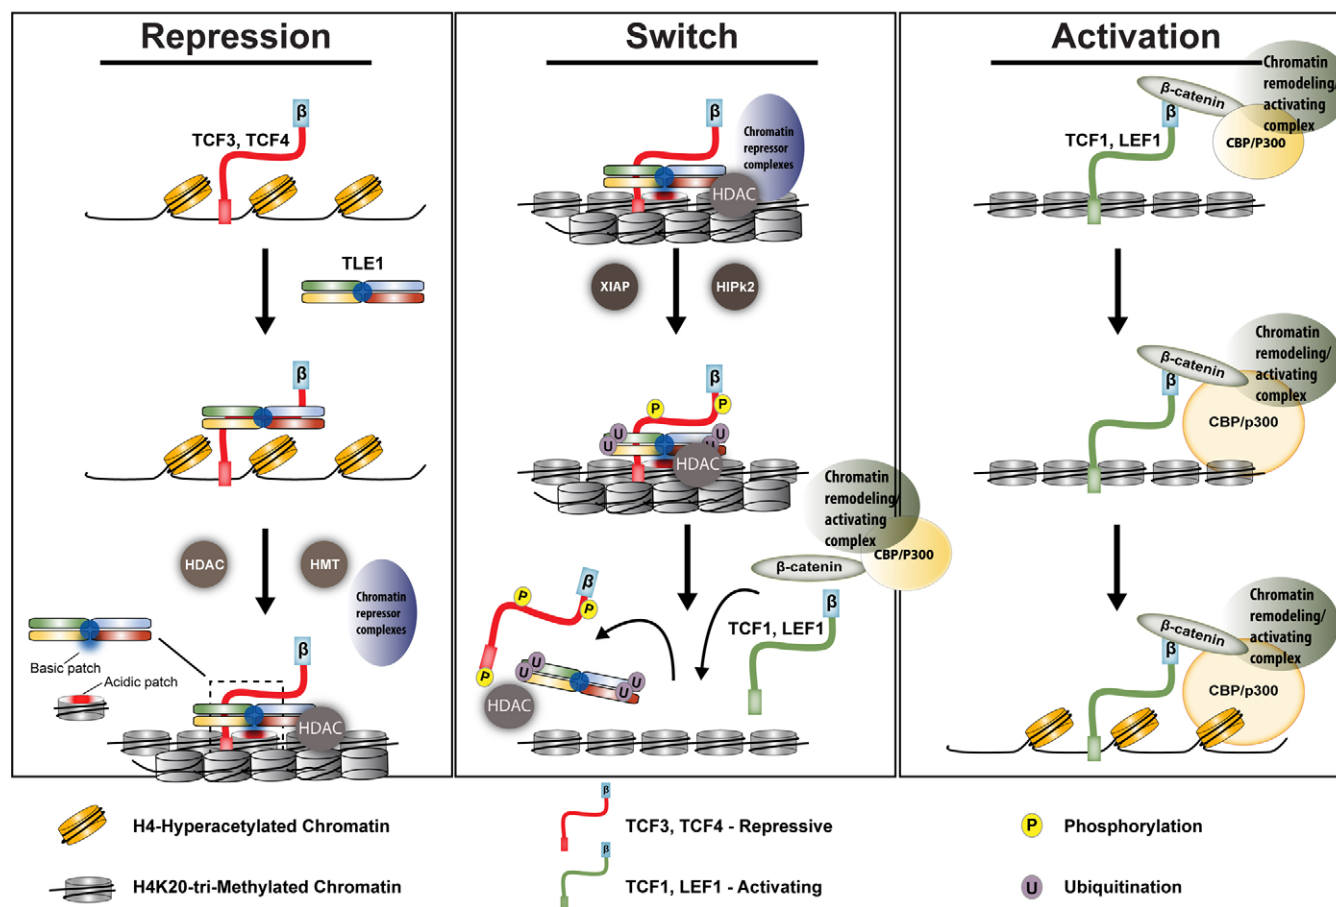 Repression
β
TCF3, TCF4
TLE1
β
HDAC
HMT
Chromatin
repressor
complexes
Basic patch
Acidic patch
β
HDAC
Switch
β
Chromatin
repressor
complexes
HDAC
XIAP
HIPk2
β
P
P
U
U
U
U
HDAC
Chromatin
remodeling/
activating
complex
CBP/P300
β-catenin
β
P
P
P
HDAC
U
U
U
U
β
TCF1, LEF1
Activation
Chromatin
remodeling/
activating
complex
β-catenin
β
CBP/P300
TCF1, LEF1
Chromatin
remodeling/
activating
complex
β-catenin
β
CBP/p300
Chromatin
remodeling/
activating
complex
β-catenin
β
CBP/p300
H4-Hyperacetylated Chromatin
H4K20-tri-Methylated Chromatin
β
TCF3, TCF4 - Repressive
β
TCF1, LEF1 - Activating
P
Phosphorylation
U
Ubiquitination